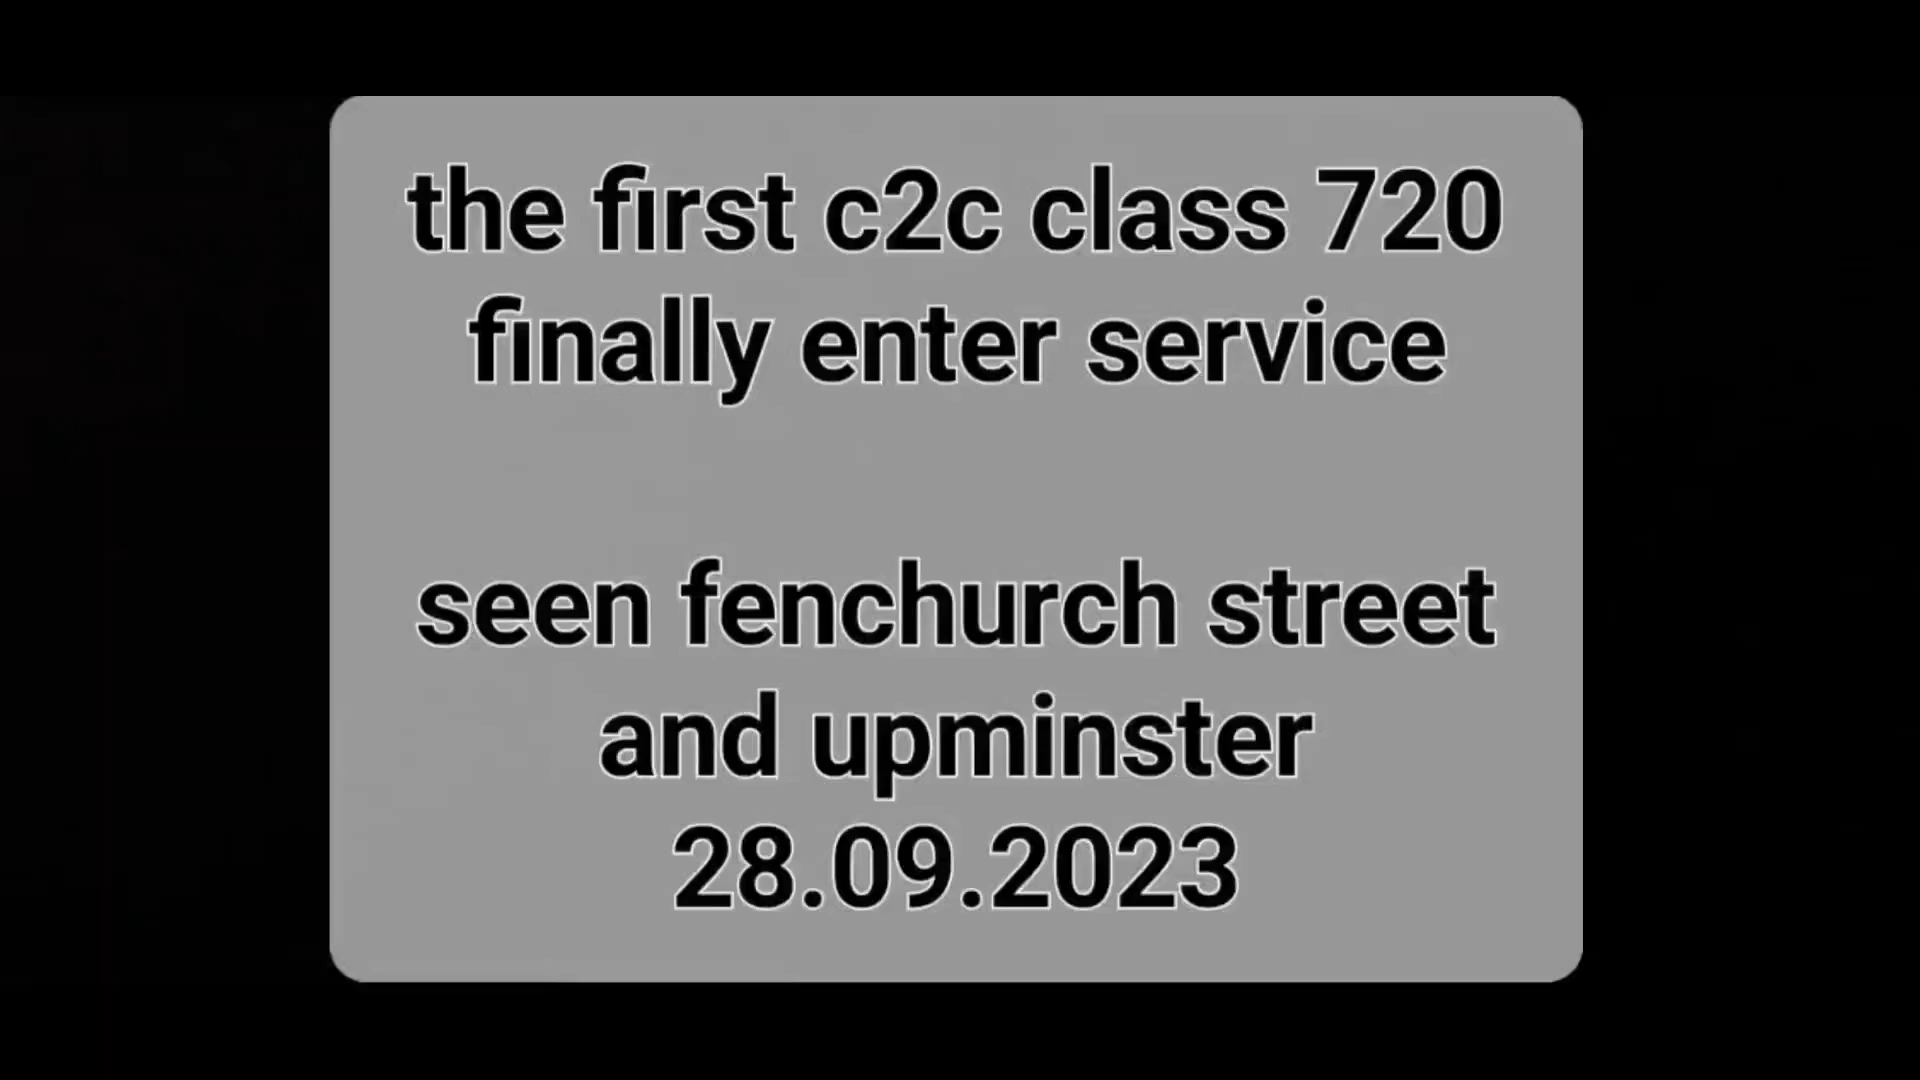 the first c2c class 720
finally enter service
seen fenchurch street
and upminster
28.09.2023